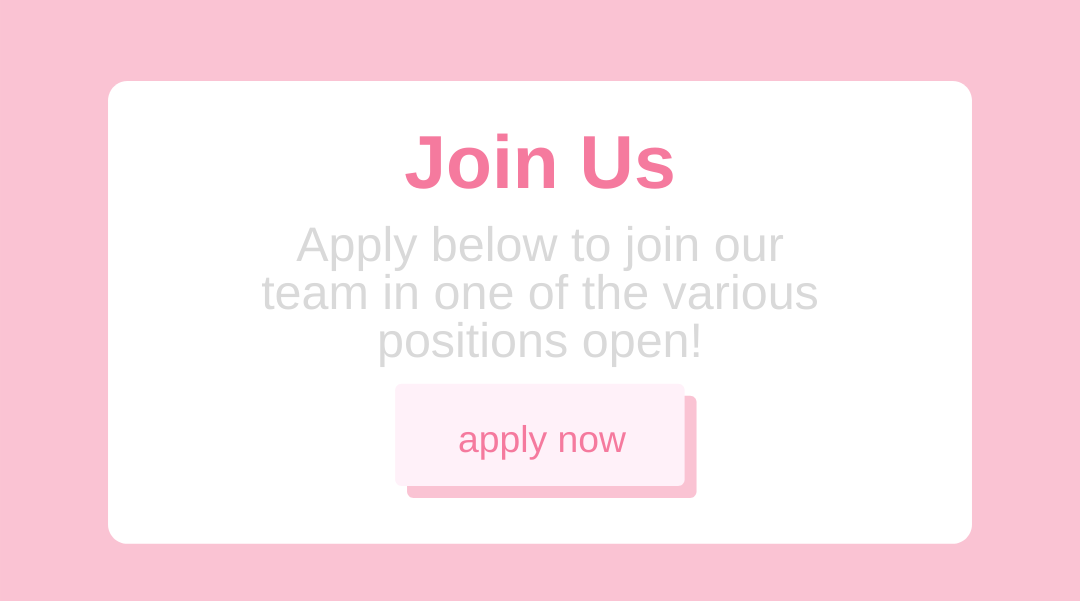 Join Us
Apply below to join our
team in one of the various
positions open!
apply now